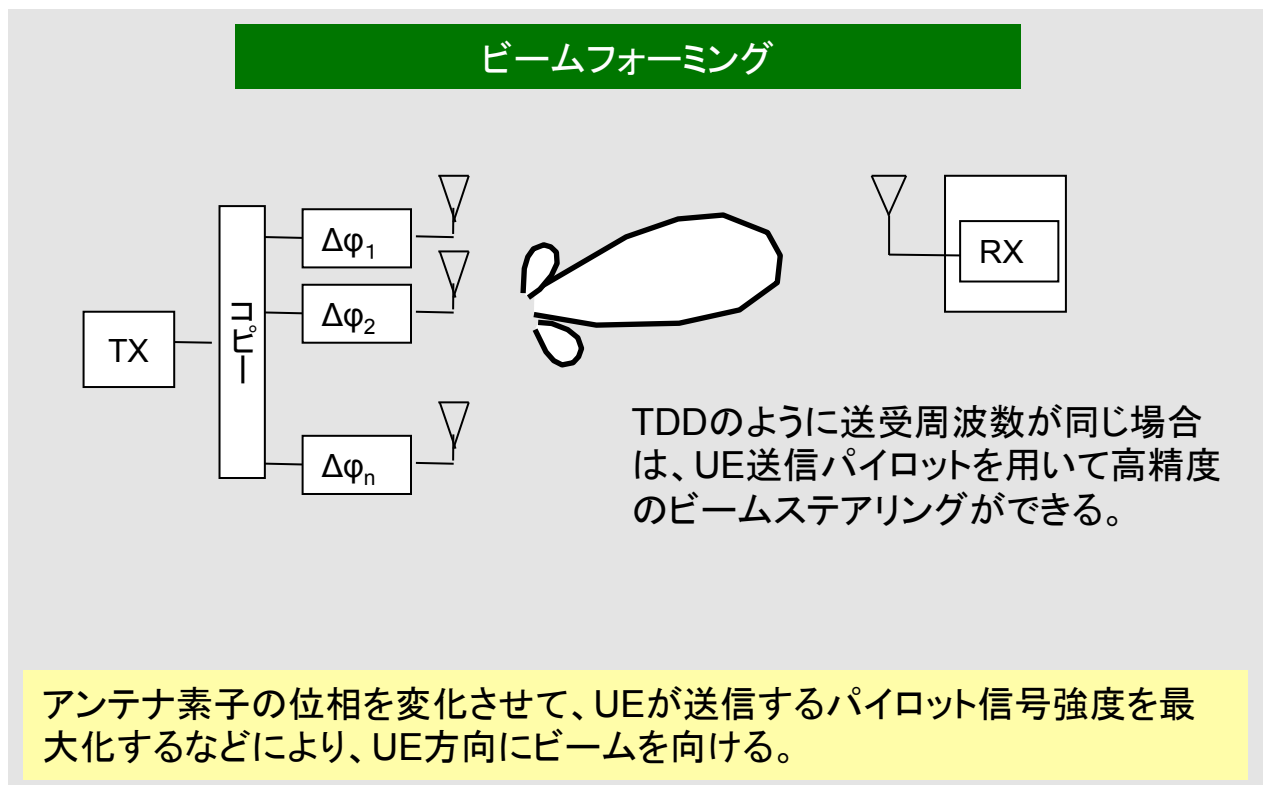 ビームフォーミング
Δφ₁
Δφ₂
Δφₙ
コピー
TX
RX
TDDのように送受周波数が同じ場合
は、UE送信パイロットを用いて高精度
のビームステアリングができる。
アンテナ素子の位相を変化させて、UEが送信するパイロット信号強度を最
大化するなどにより、UE方向にビームを向ける。